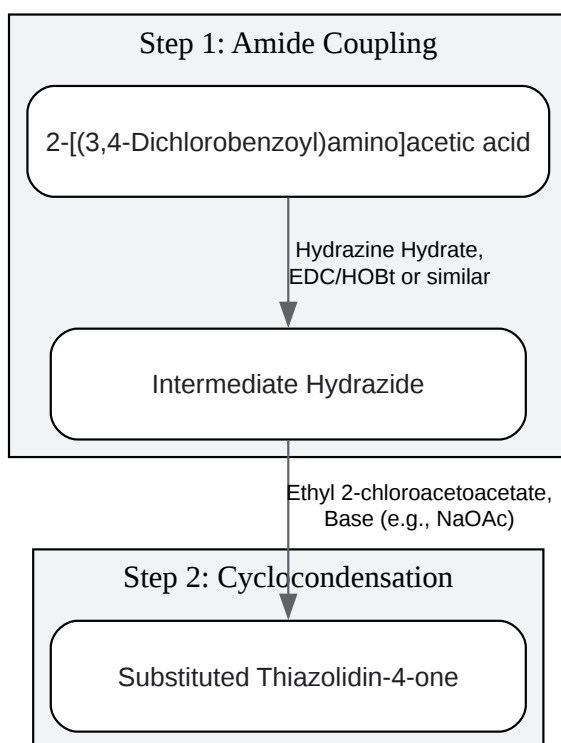 Step 1: Amide Coupling
2-[(3,4-Dichlorobenzoyl)amino]acetic acid
Hydrazine Hydrate,
EDC/HOBt or similar
Intermediate Hydrazide
Ethyl 2-chloroacetoacetate,
Base (e.g., NaOAc)
Step 2: Cyclocondensation
Substituted Thiazolidin-4-one